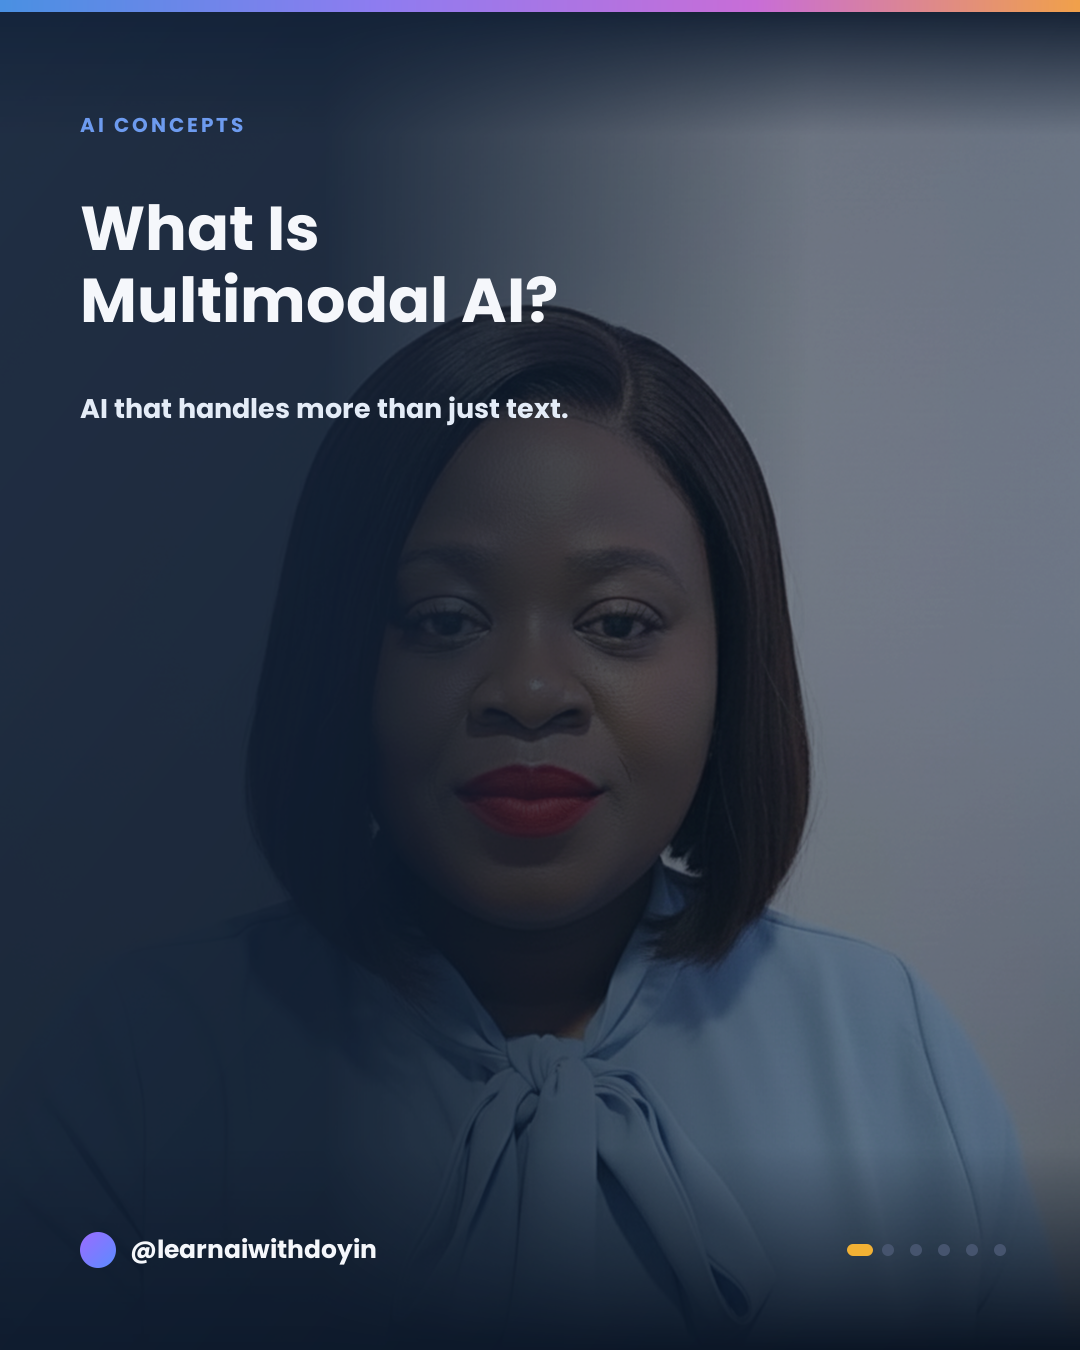 AI CONCEPTS
What Is
Multimodal AI?
AI that handles more than just text.
@learnaiwithdoyin